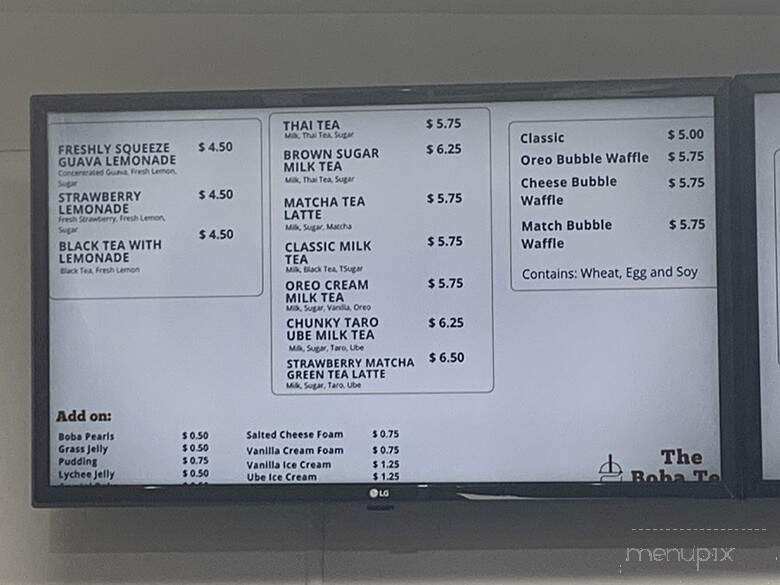 FRESHLY SQUEEZE $ 4.50
GUAVA LEMONADE
Concentrated Guava, Fresh Lemon,
Sugar
STRAWBERRY $ 4.50
LEMONADE
Fresh Strawberry, Fresh Lemon,
Sugar
BLACK TEA WITH $ 4.50
LEMONADE
Black Tea, Fresh Lemon
THAI TEA $ 5.75
Milk, Thai Tea, Sugar
BROWN SUGAR $ 6.25
MILK TEA
Milk, Thai Tea, Sugar
MATCHA TEA $ 5.75
LATTE
Milk, Sugar, Matcha
CLASSIC MILK $ 5.75
TEA
Milk, Black Tea, TSugar
OREO CREAM $ 5.75
MILK TEA
Milk, Sugar, Vanilla, Oreo
CHUNKY TARO $ 6.25
UBE MILK TEA
Milk, Sugar, Taro, Ube
STRAWBERRY MATCHA $ 6.50
GREEN TEA LATTE
Milk, Sugar, Taro, Ube
Classic $ 5.00
Oreo Bubble Waffle $ 5.75
Cheese Bubble $ 5.75
Waffle
Match Bubble $ 5.75
Waffle
Contains: Wheat, Egg and Soy
Add on:
Boba Pearls $ 0.50
Grass Jelly $ 0.50
Pudding $ 0.75
Lychee Jelly $ 0.50
Salted Cheese Foam $ 0.75
Vanilla Cream Foam $ 0.75
Vanilla Ice Cream $ 1.25
Ube Ice Cream $ 1.25
The
Boba Te
LG
menupix